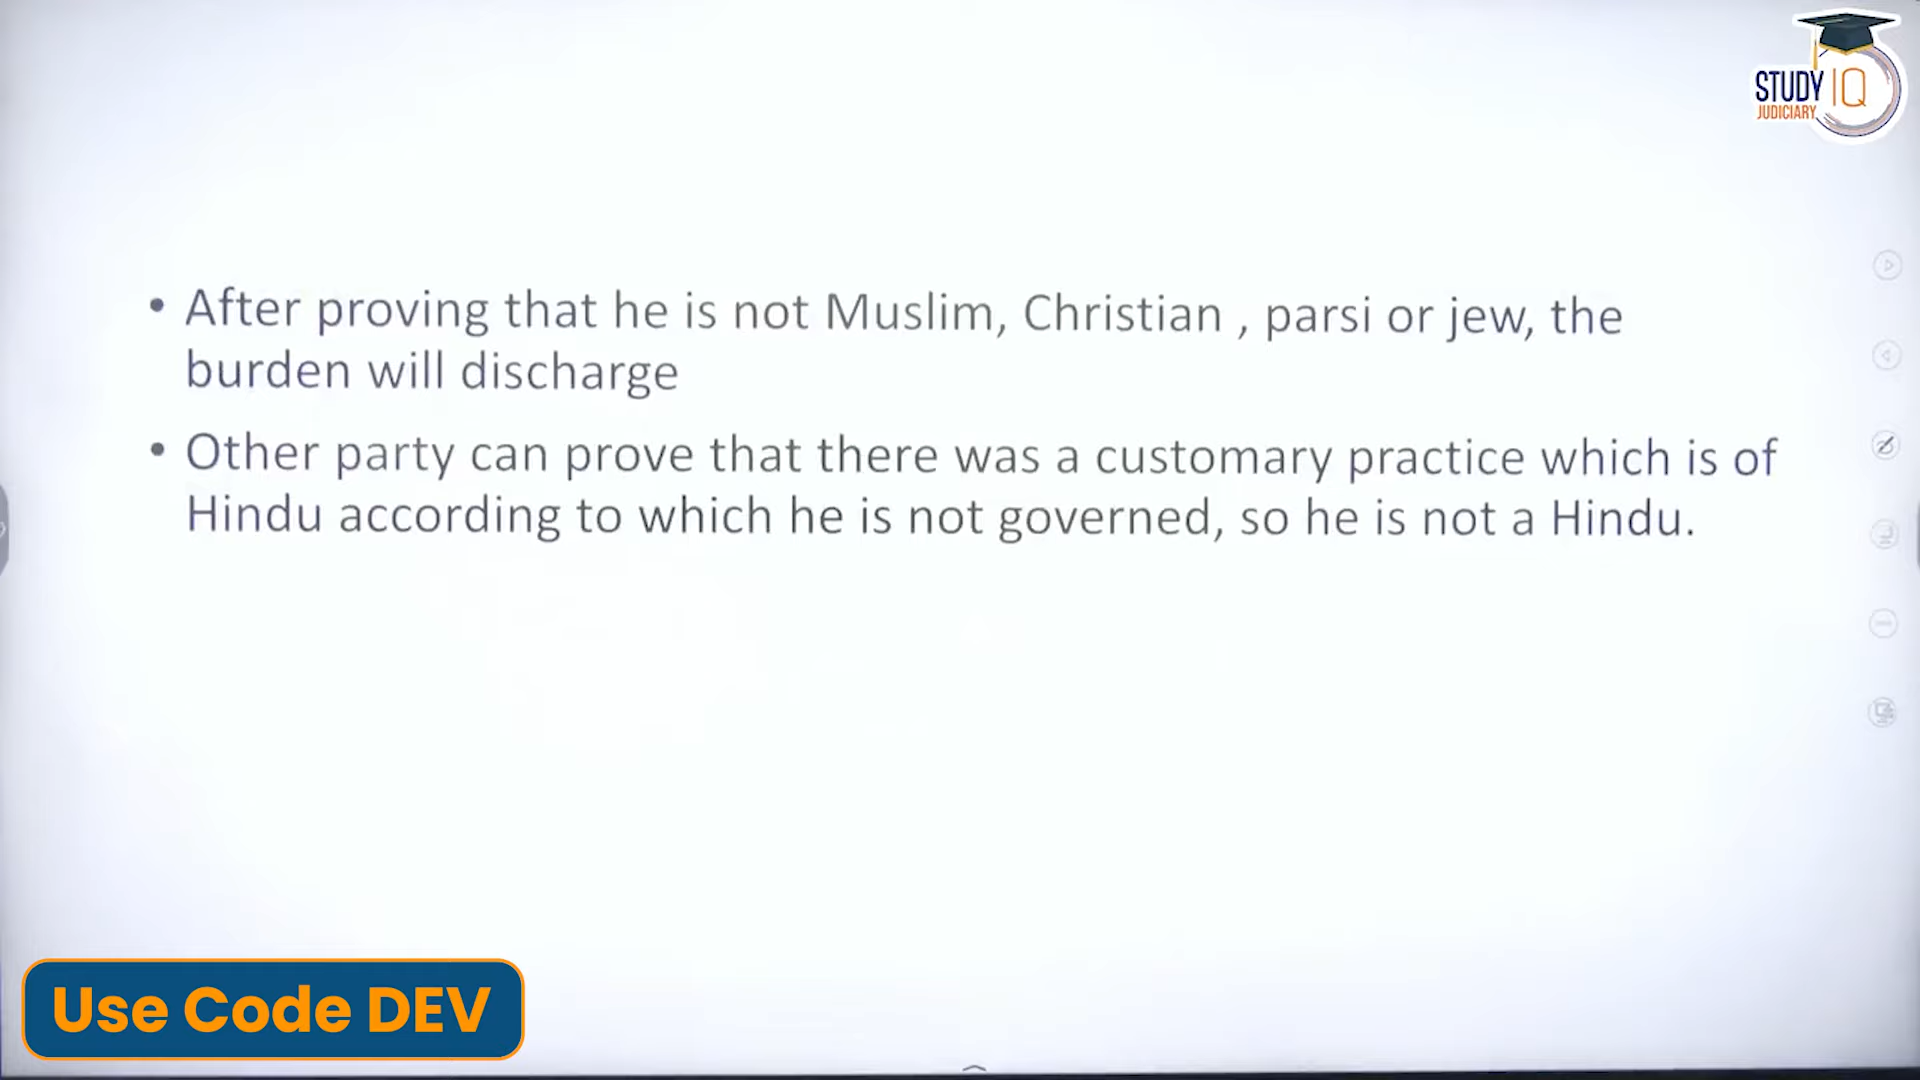 STUDY IQ
JUDICIARY
• After proving that he is not Muslim, Christian , parsi or jew, the
burden will discharge
• Other party can prove that there was a customary practice which is of
Hindu according to which he is not governed, so he is not a Hindu.
Use Code DEV